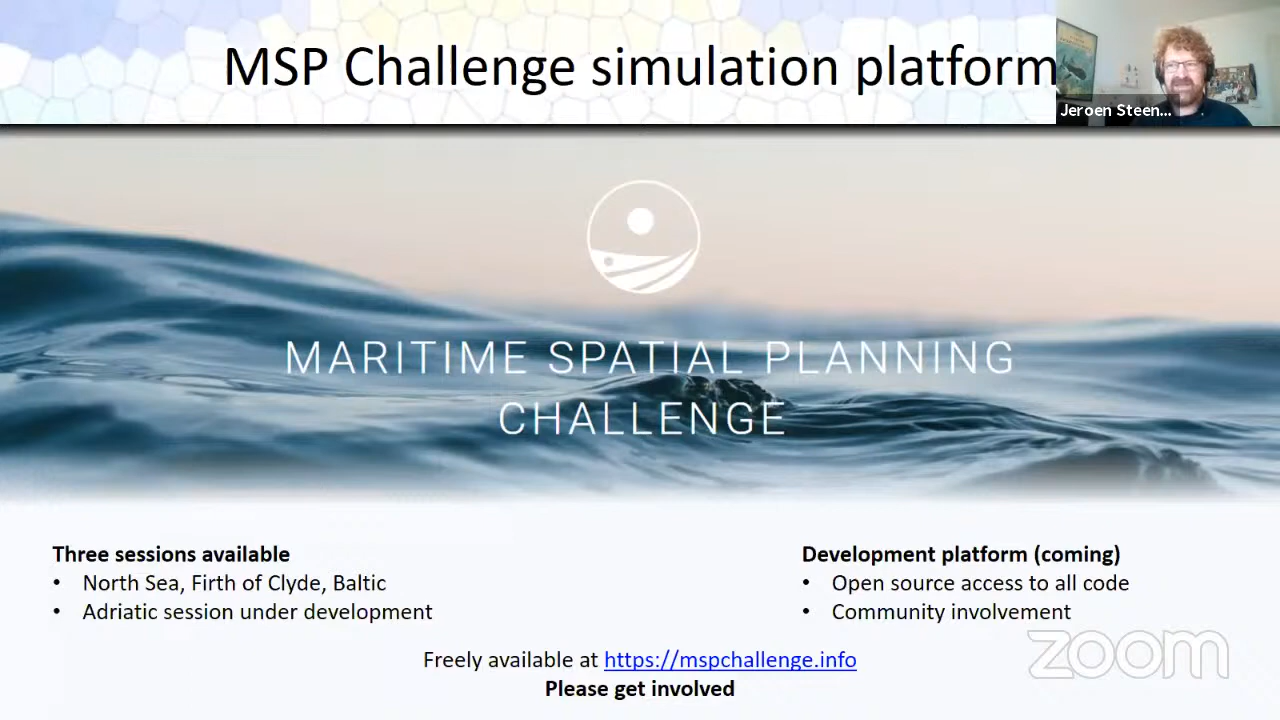 MSP Challenge simulation platform
Jeroen Steen...
MARITIME SPATIAL PLANNING
CHALLENGE
Three sessions available
• North Sea, Firth of Clyde, Baltic
• Adriatic session under development
Development platform (coming)
• Open source access to all code
• Community involvement
zoom
Freely available at https://mspchallenge.info
Please get involved